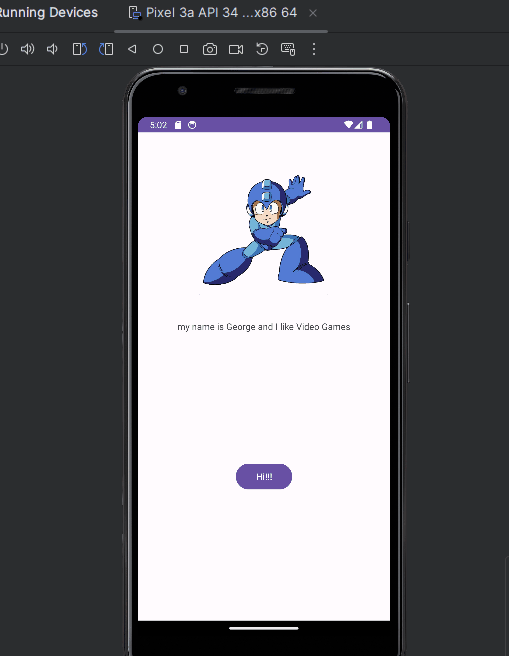 Running Devices
Pixel 3a API 34 ...x86 64
5:02
my name is George and I like Video Games
Hi!!!